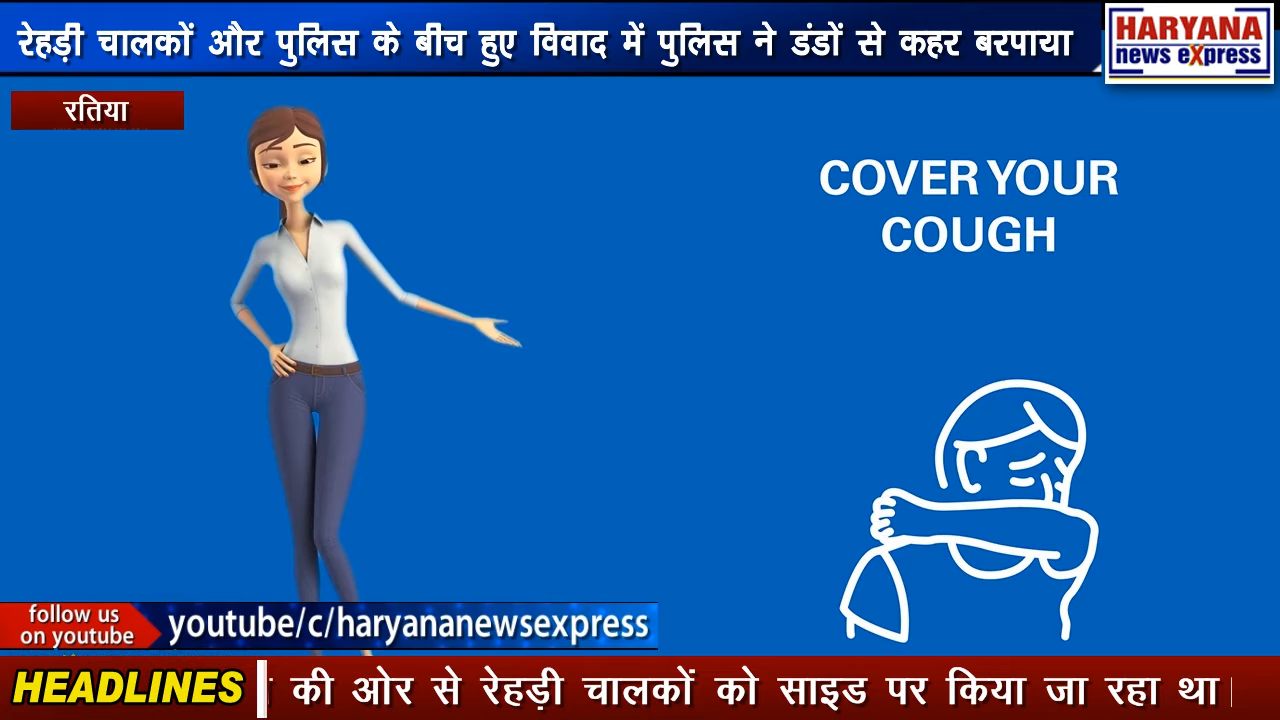 रेहड़ी चालकों और पुलिस के बीच हुए विवाद में पुलिस ने डंडों से कहर बरपाया
HARYANA
news eXpress
रतिया
COVER YOUR
COUGH
follow us
on youtube
youtube/c/haryananewsexpress
HEADLINES
की ओर से रेहड़ी चालकों को साइड पर किया जा रहा था